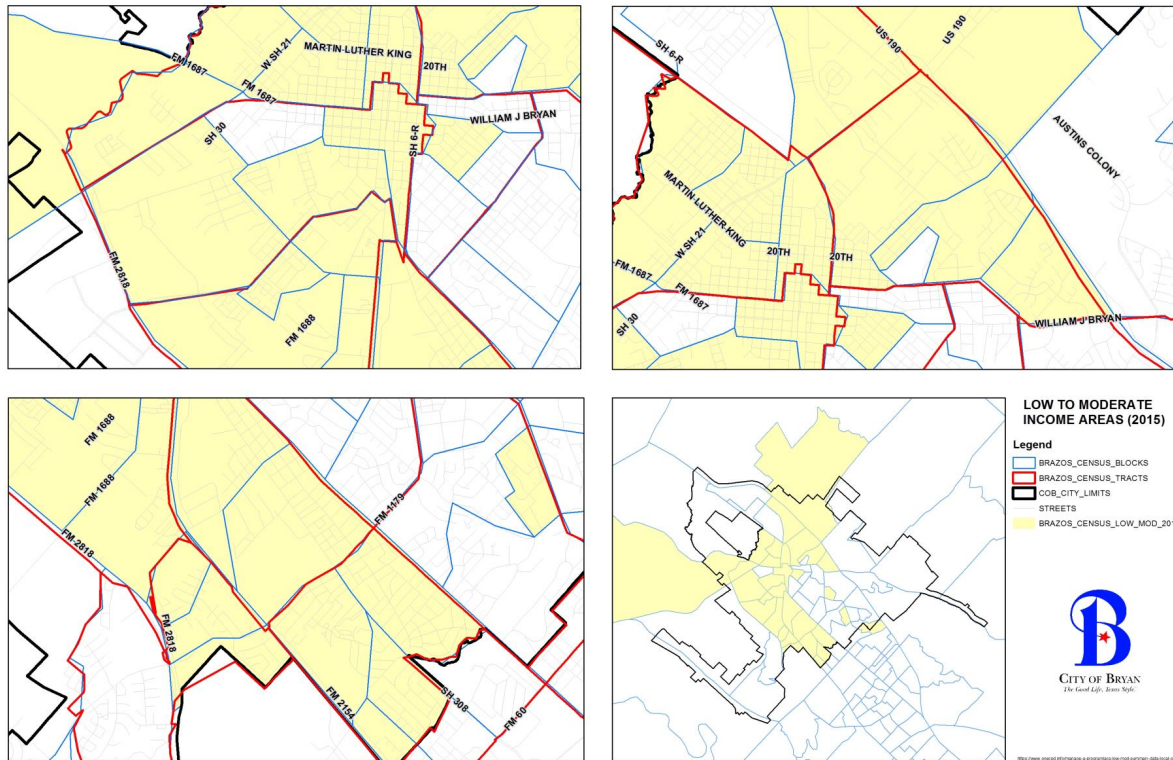 FM 1687
W SH 21
MARTIN LUTHER KING
20TH
FM 1687
WILLIAM J BRYAN
SH 30
SH 6-R
FM 2818
FM 1688
SH 6-R
US 190
US 190
AUSTINS COLONY
MARTIN LUTHER KING
W SH 21
20TH
20TH
FM 1687
FM 1687
SH 30
WILLIAM J BRYAN
FM 1688
FM-1688
FM-2818
FM-1179
FM 2818
FM 2154
SH-308
FM-60
LOW TO MODERATE
INCOME AREAS (2015)
Legend
BRAZOS_CENSUS_BLOCKS
BRAZOS_CENSUS_TRACTS
COB_CITY_LIMITS
STREETS
BRAZOS_CENSUS_LOW_MOD_201
B
CITY OF BRYAN
The Good Life, Texas Style.